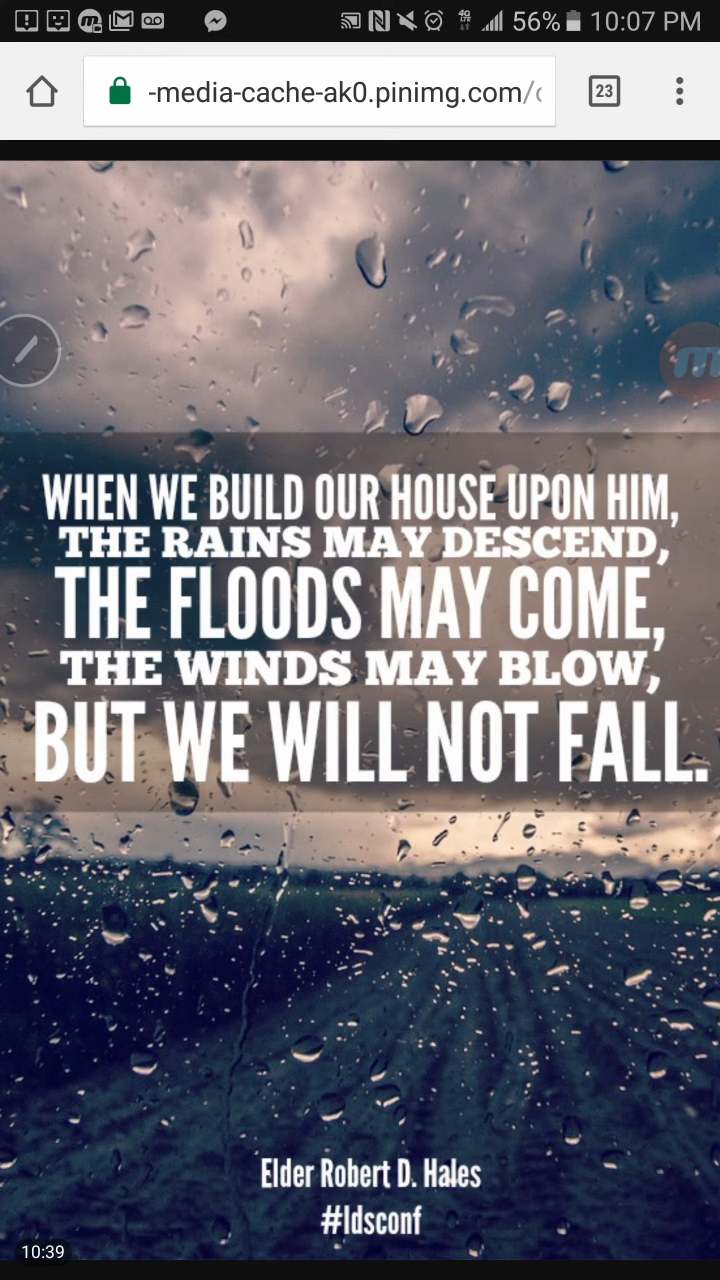 56% 10:07 PM
-media-cache-ak0.pinimg.com/
23
WHEN WE BUILD OUR HOUSE UPON HIM,
THE RAINS MAY DESCEND,
THE FLOODS MAY COME,
THE WINDS MAY BLOW,
BUT WE WILL NOT FALL.
Elder Robert D. Hales
#ldsconf
10:39